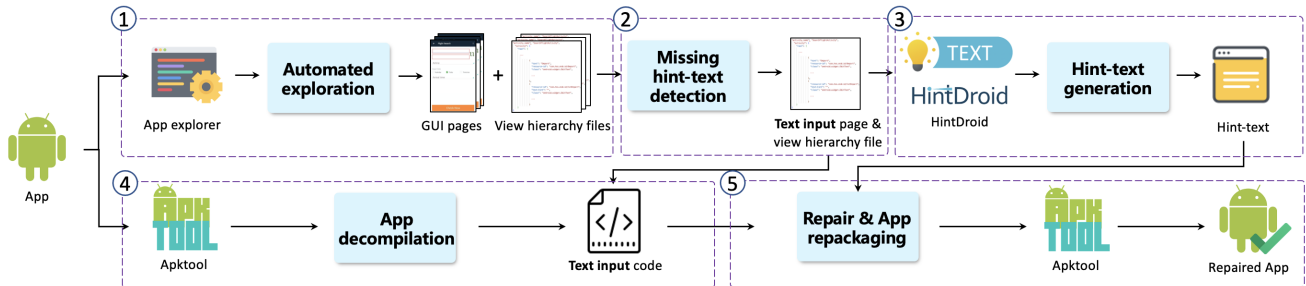 1
2
3
App explorer
Automated
exploration
GUI pages
+
View hierarchy files
Missing
hint-text
detection
Text input page &
view hierarchy file
TEXT
HintDroid
HintDroid
Hint-text
generation
Hint-text
App
4
5
APK
TOOL
Apktool
App
decompilation
</>
Text input code
Repair & App
repackaging
APK
TOOL
Apktool
Repaired App